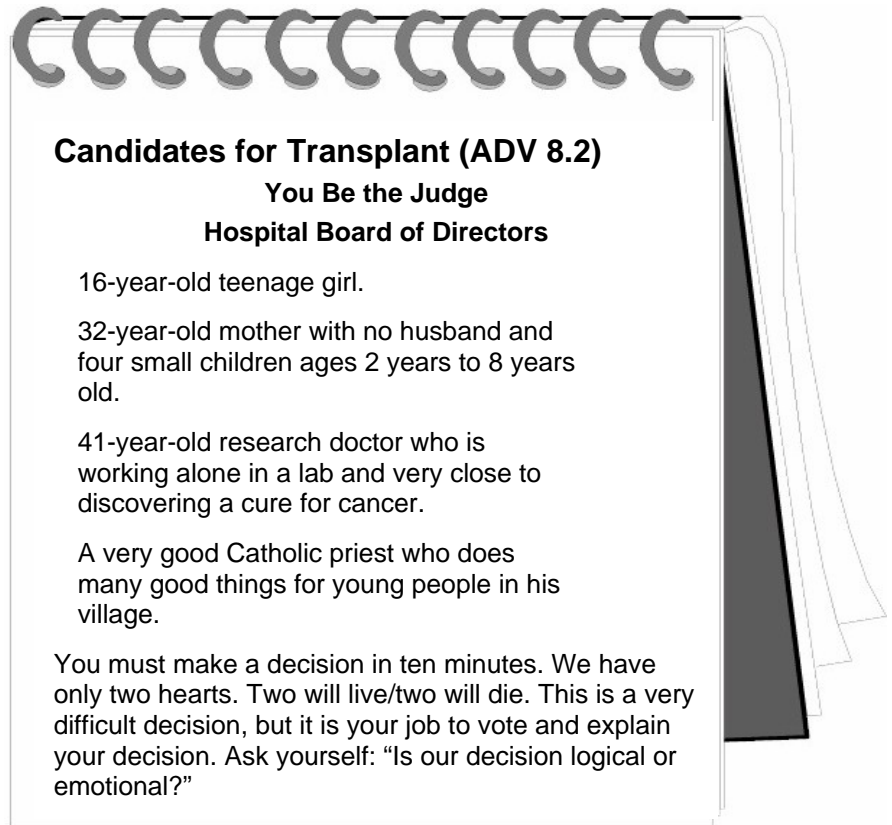 Candidates for Transplant (ADV 8.2)
You Be the Judge
Hospital Board of Directors
16-year-old teenage girl.
32-year-old mother with no husband and
four small children ages 2 years to 8 years
old.
41-year-old research doctor who is
working alone in a lab and very close to
discovering a cure for cancer.
A very good Catholic priest who does
many good things for young people in his
village.
You must make a decision in ten minutes. We have
only two hearts. Two will live/two will die. This is a very
difficult decision, but it is your job to vote and explain
your decision. Ask yourself: “Is our decision logical or
emotional?”